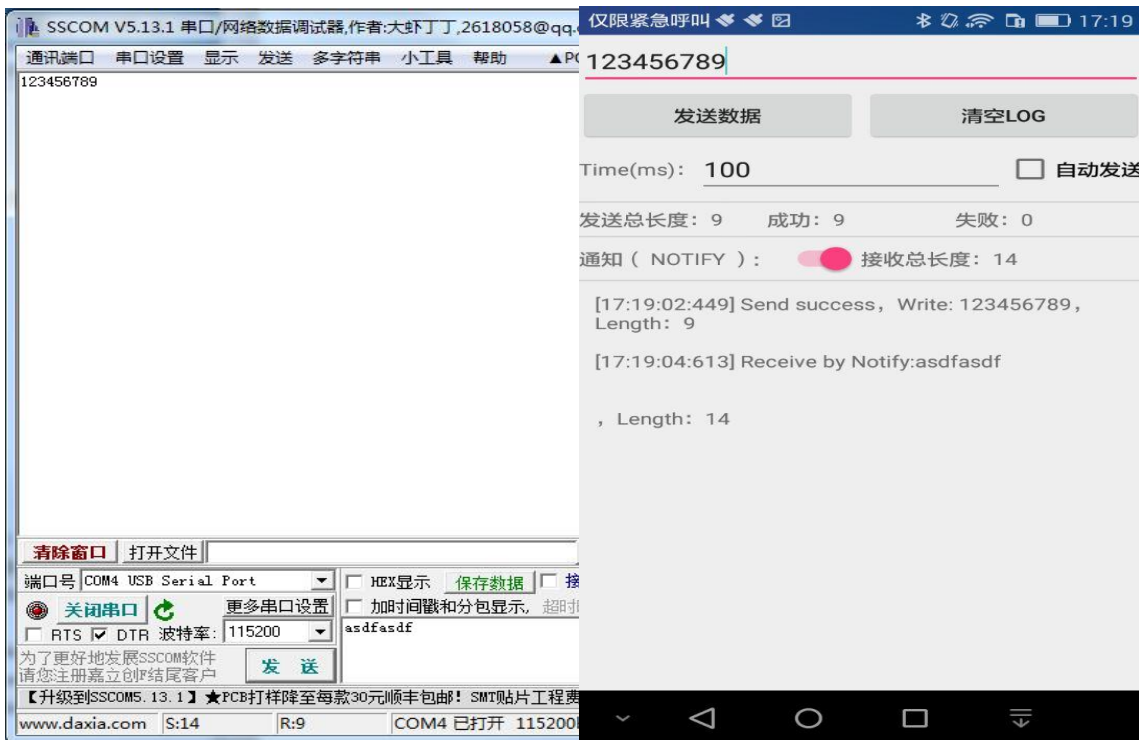 SSCOM V5.13.1 串口/网络数据调试器,作者:大虾丁丁,2618058@qq.
通讯端口 串口设置 显示 发送 多字符串 小工具 帮助 ▲PC
123456789
清除窗口 打开文件
端口号 COM4 USB Serial Port HEX显示 保存数据 接
关闭串口 更多串口设置 加时间戳和分包显示, 超时
RTS DTR 波特率: 115200 asdfasdf
为了更好地发展SSCOM软件
请您注册嘉立创F结尾客户
发 送
【升级到SSCOM5.13.1】★PCB打样降至每款30元顺丰包邮! SMT贴片工程费
www.daxia.com S:14 R:9 COM4 已打开 115200
仅限紧急呼叫 17:19
123456789
发送数据 清空LOG
Time(ms): 100 自动发送
发送总长度: 9 成功: 9 失败: 0
通知 ( NOTIFY ) : 接收总长度: 14
[17:19:02:449] Send success, Write: 123456789,
Length: 9
[17:19:04:613] Receive by Notify:asdfasdf
, Length: 14